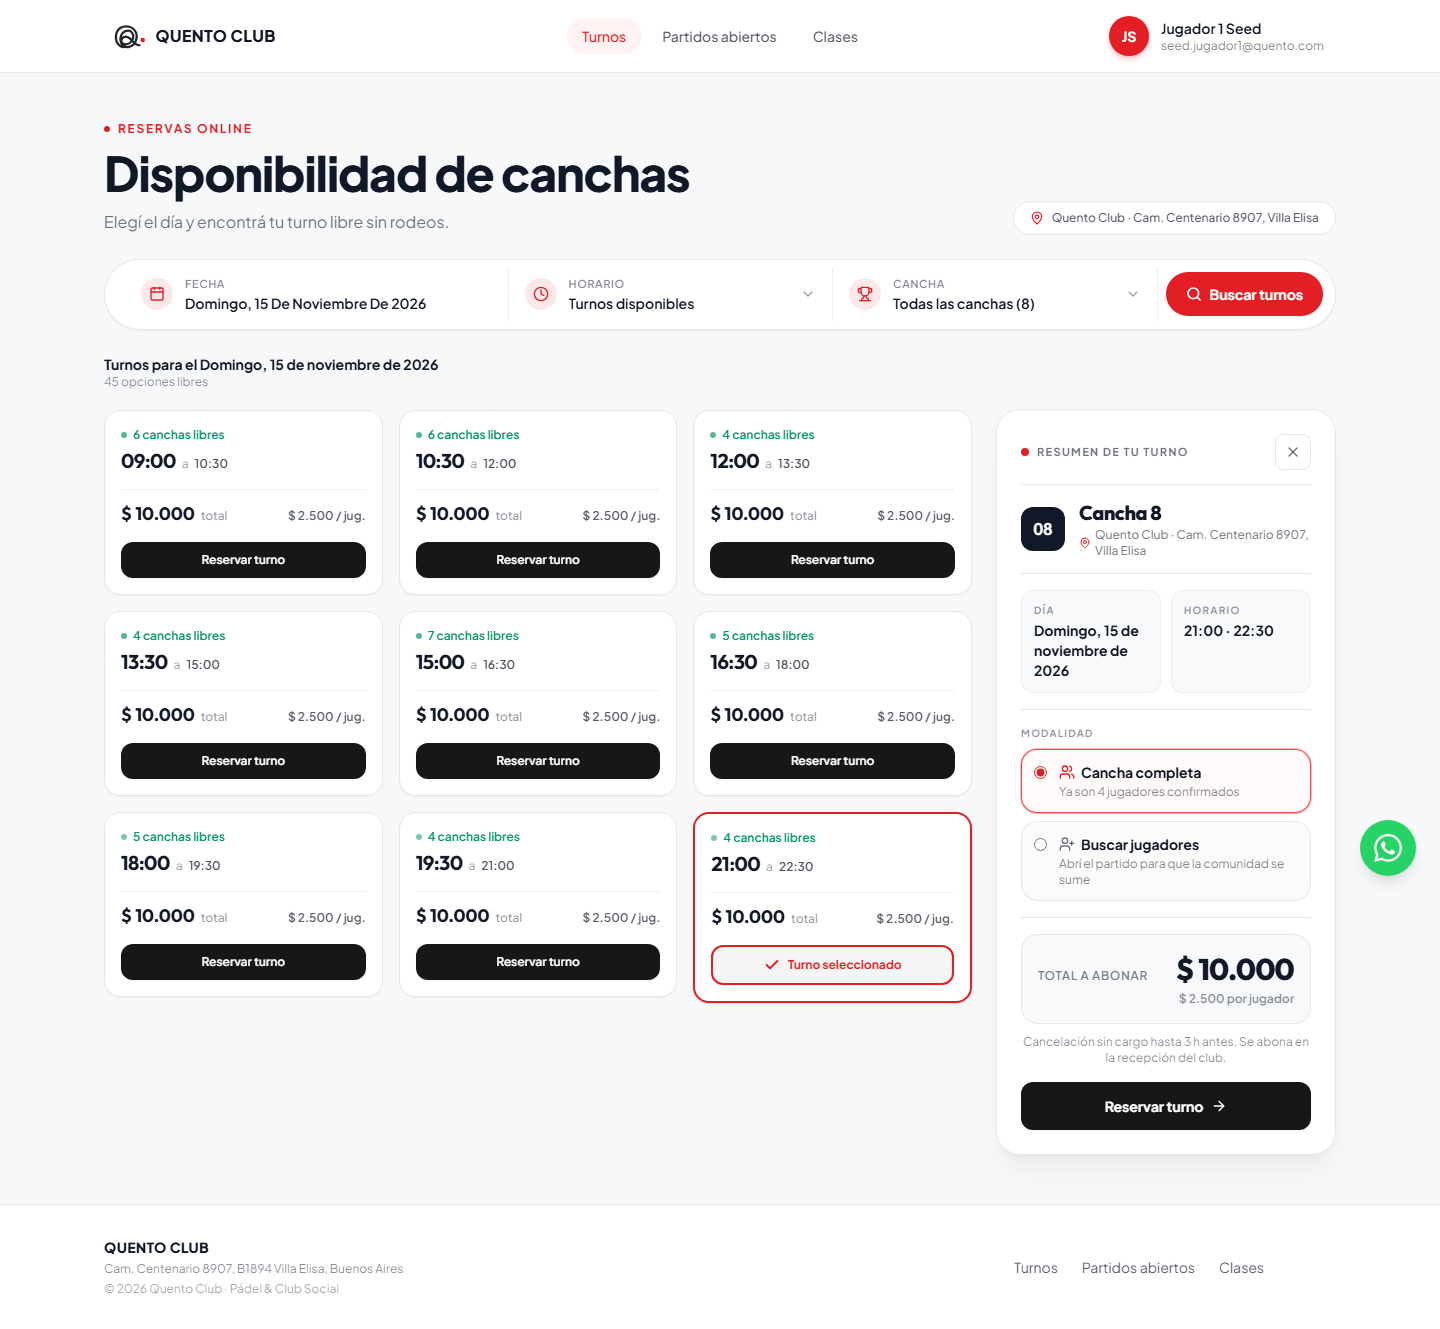 QUENTO CLUB
Turnos
Partidos abiertos
Clases
JS
Jugador 1 Seed
seed.jugador1@quento.com
RESERVAS ONLINE
Disponibilidad de canchas
Elegí el día y encontrá tu turno libre sin rodeos.
Quento Club · Cam. Centenario 8907, Villa Elisa
FECHA
Domingo, 15 De Noviembre De 2026
HORARIO
Turnos disponibles
CANCHA
Todas las canchas (8)
Buscar turnos
Turnos para el Domingo, 15 de noviembre de 2026
45 opciones libres
6 canchas libres
09:00 a 10:30
$ 10.000 total $ 2.500 / jug.
Reservar turno
6 canchas libres
10:30 a 12:00
$ 10.000 total $ 2.500 / jug.
Reservar turno
4 canchas libres
12:00 a 13:30
$ 10.000 total $ 2.500 / jug.
Reservar turno
4 canchas libres
13:30 a 15:00
$ 10.000 total $ 2.500 / jug.
Reservar turno
7 canchas libres
15:00 a 16:30
$ 10.000 total $ 2.500 / jug.
Reservar turno
5 canchas libres
16:30 a 18:00
$ 10.000 total $ 2.500 / jug.
Reservar turno
5 canchas libres
18:00 a 19:30
$ 10.000 total $ 2.500 / jug.
Reservar turno
4 canchas libres
19:30 a 21:00
$ 10.000 total $ 2.500 / jug.
Reservar turno
4 canchas libres
21:00 a 22:30
$ 10.000 total $ 2.500 / jug.
Turno seleccionado
RESUMEN DE TU TURNO
08
Cancha 8
Quento Club · Cam. Centenario 8907,
Villa Elisa
DÍA
Domingo, 15 de
noviembre de
2026
HORARIO
21:00 · 22:30
MODALIDAD
Cancha completa
Ya son 4 jugadores confirmados
Buscar jugadores
Abrí el partido para que la comunidad se
sume
TOTAL A ABONAR
$ 10.000
$ 2.500 por jugador
Cancelación sin cargo hasta 3 h antes. Se abona en
la recepción del club.
Reservar turno
QUENTO CLUB
Cam. Centenario 8907, B1894 Villa Elisa, Buenos Aires
© 2026 Quento Club · Pádel & Club Social
Turnos
Partidos abiertos
Clases